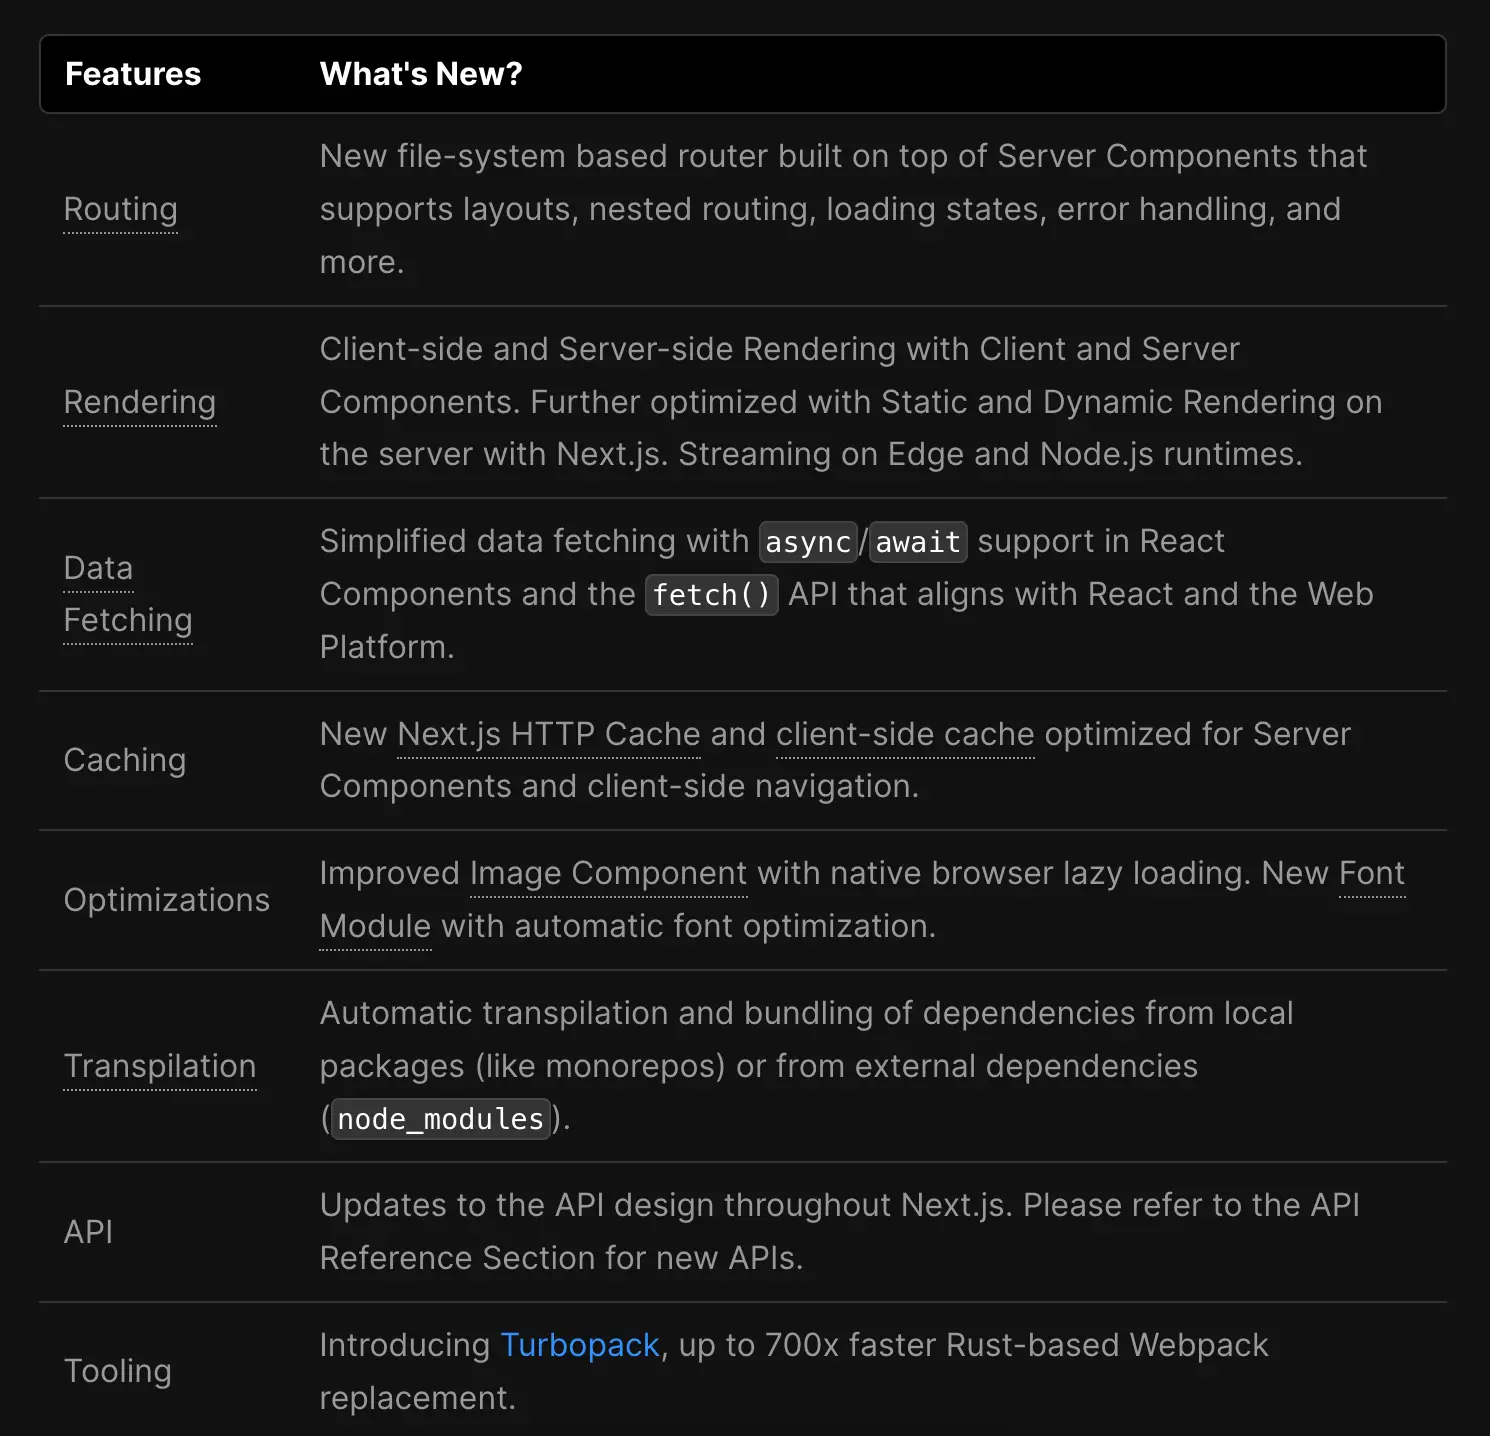 Features What's New?
New file-system based router built on top of Server Components that
Routing supports layouts, nested routing, loading states, error handling, and
more.
Client-side and Server-side Rendering with Client and Server
Rendering Components. Further optimized with Static and Dynamic Rendering on
the server with Next.js. Streaming on Edge and Node.js runtimes.
Data
Fetching
Simplified data fetching with async/await support in React
Components and the fetch() API that aligns with React and the Web
Platform.
Caching
New Next.js HTTP Cache and client-side cache optimized for Server
Components and client-side navigation.
Optimizations
Improved Image Component with native browser lazy loading. New Font
Module with automatic font optimization.
Automatic transpilation and bundling of dependencies from local
Transpilation packages (like monorepos) or from external dependencies
(node_modules).
API
Updates to the API design throughout Next.js. Please refer to the API
Reference Section for new APIs.
Tooling
Introducing Turbopack, up to 700x faster Rust-based Webpack
replacement.